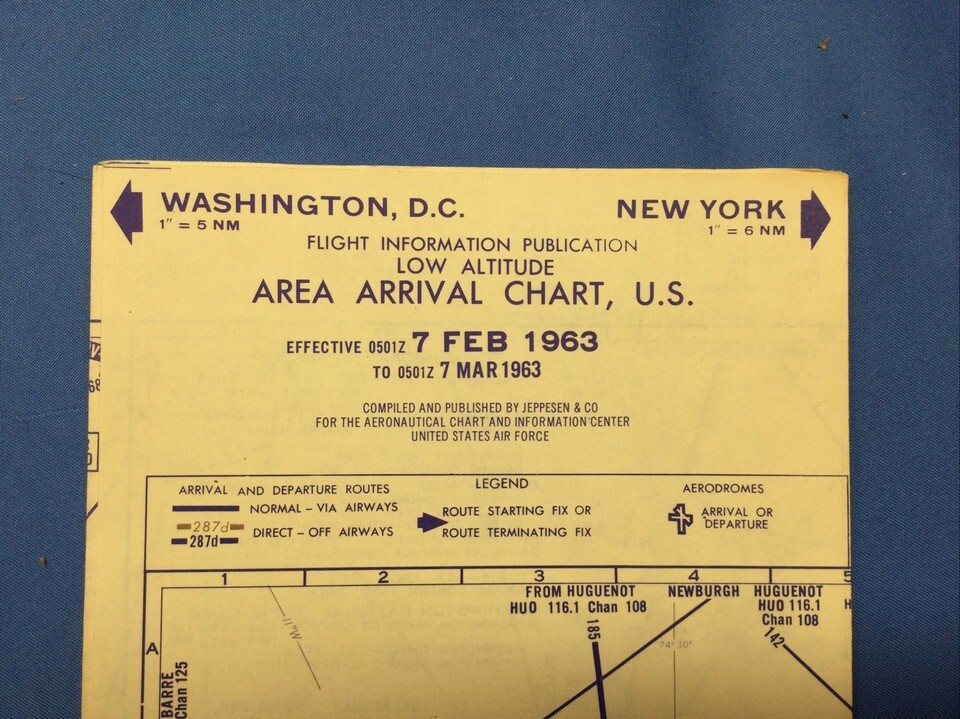 WASHINGTON, D.C.
1" = 5 NM
NEW YORK
1" = 6 NM
FLIGHT INFORMATION PUBLICATION
LOW ALTITUDE
AREA ARRIVAL CHART, U.S.
EFFECTIVE 0501Z 7 FEB 1963
TO 0501Z 7 MAR 1963
COMPILED AND PUBLISHED BY JEPPESEN & CO
FOR THE AERONAUTICAL CHART AND INFORMATION CENTER
UNITED STATES AIR FORCE
LEGEND
ARRIVAL AND DEPARTURE ROUTES
NORMAL – VIA AIRWAYS
287d
287d
DIRECT – OFF AIRWAYS
ROUTE STARTING FIX OR
ROUTE TERMINATING FIX
AERODROMES
ARRIVAL OR
DEPARTURE
1 2 3 4 5
FROM HUGUENOT
HUO 116.1 Chan 108
NEWBURGH
HUGUENOT
HUO 116.1
Chan 108
H
185
142
74°30'
A
BARRE
Chan 125